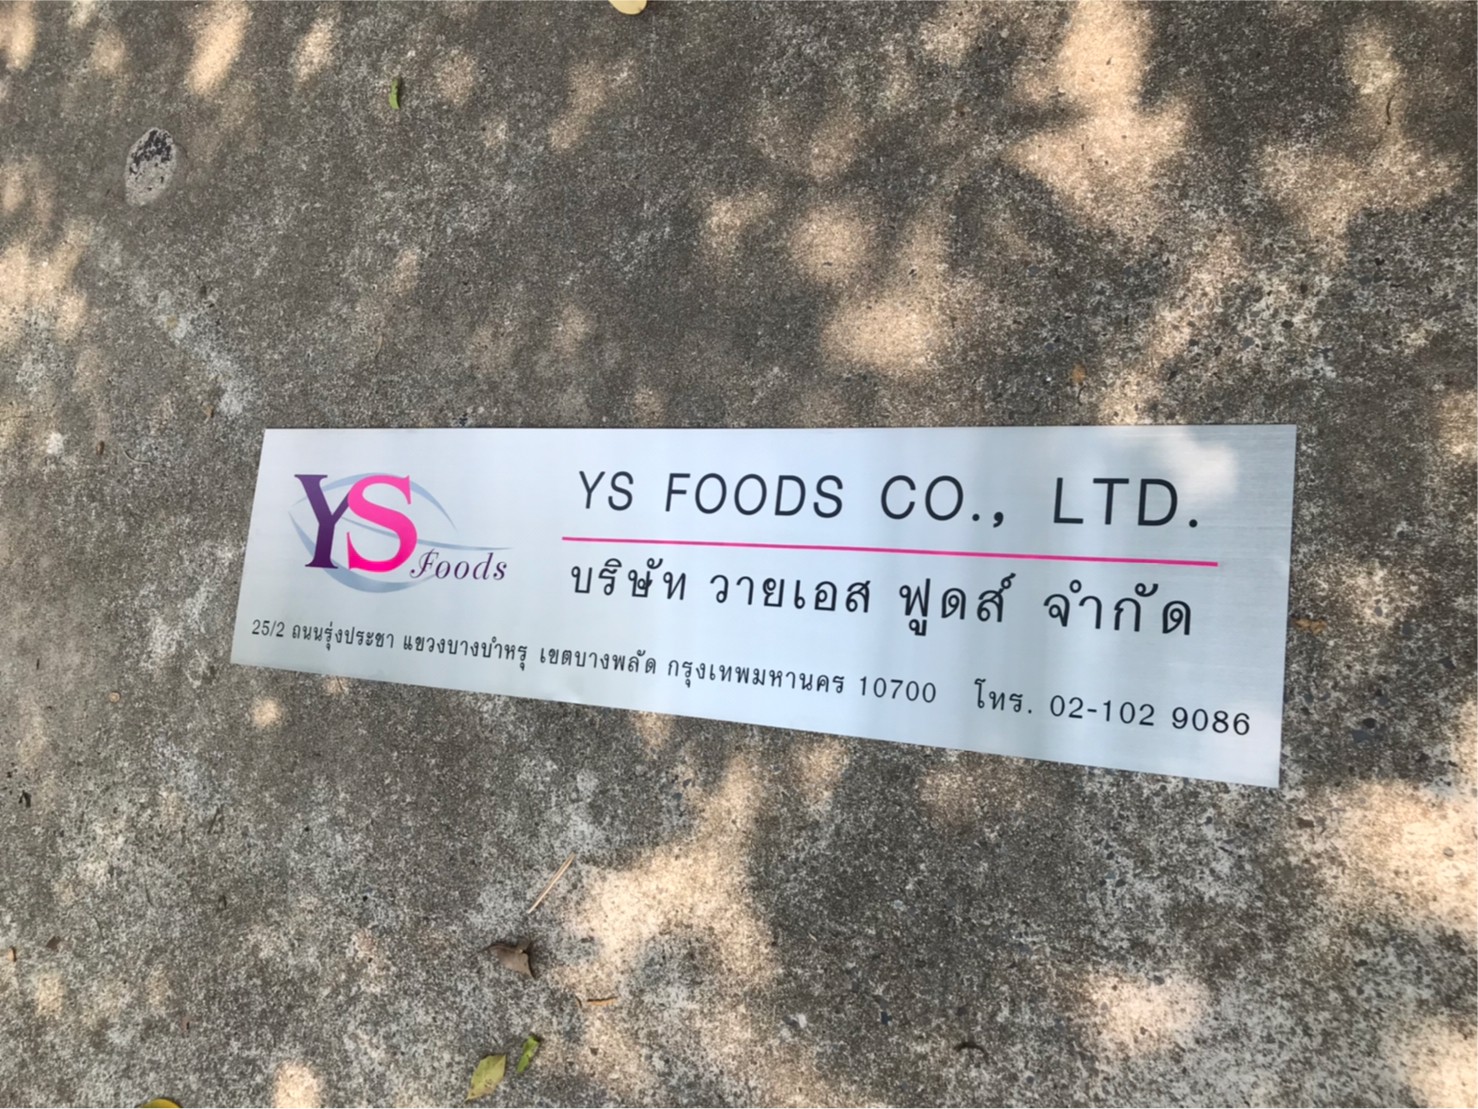 YS Foods
YS FOODS CO., LTD.
บริษัท วายเอส ฟูดส์ จำกัด
25/2 ถนนรุ่งประชา แขวงบางบำหรุ เขตบางพลัด กรุงเทพมหานคร 10700 โทร. 02-102 9086